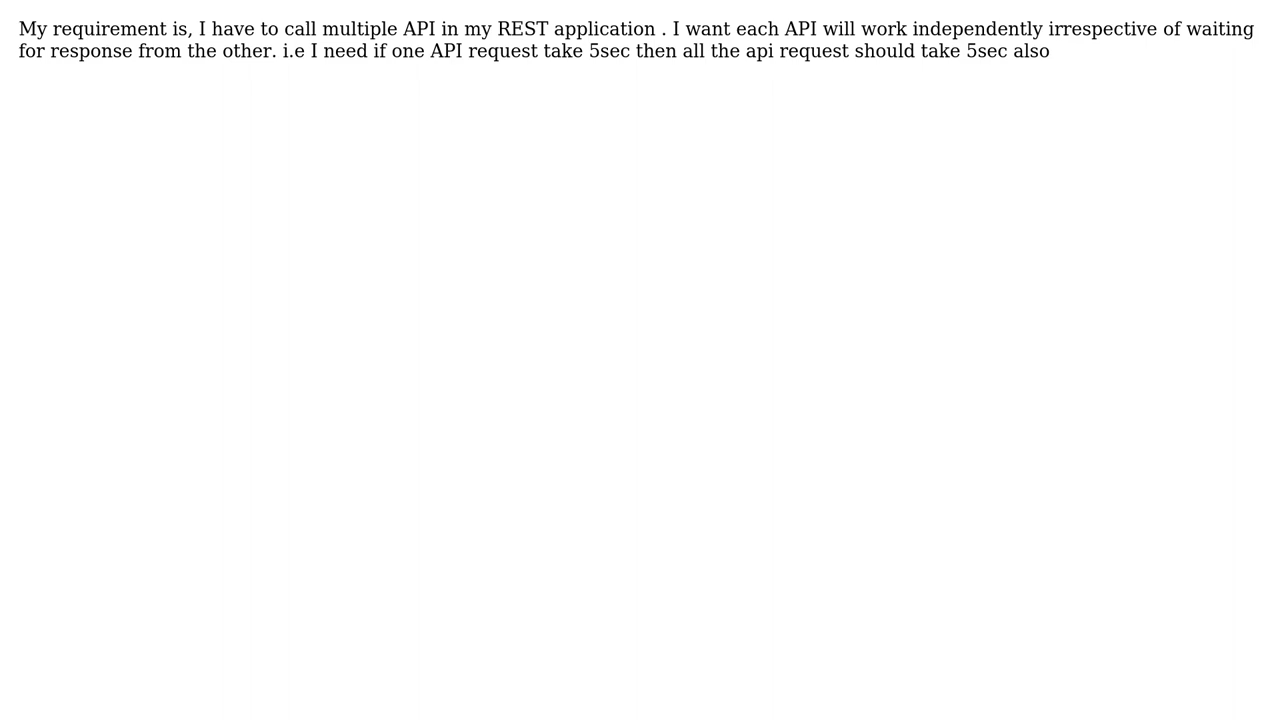 My requirement is, I have to call multiple API in my REST application . I want each API will work independently irrespective of waiting
for response from the other. i.e I need if one API request take 5sec then all the api request should take 5sec also